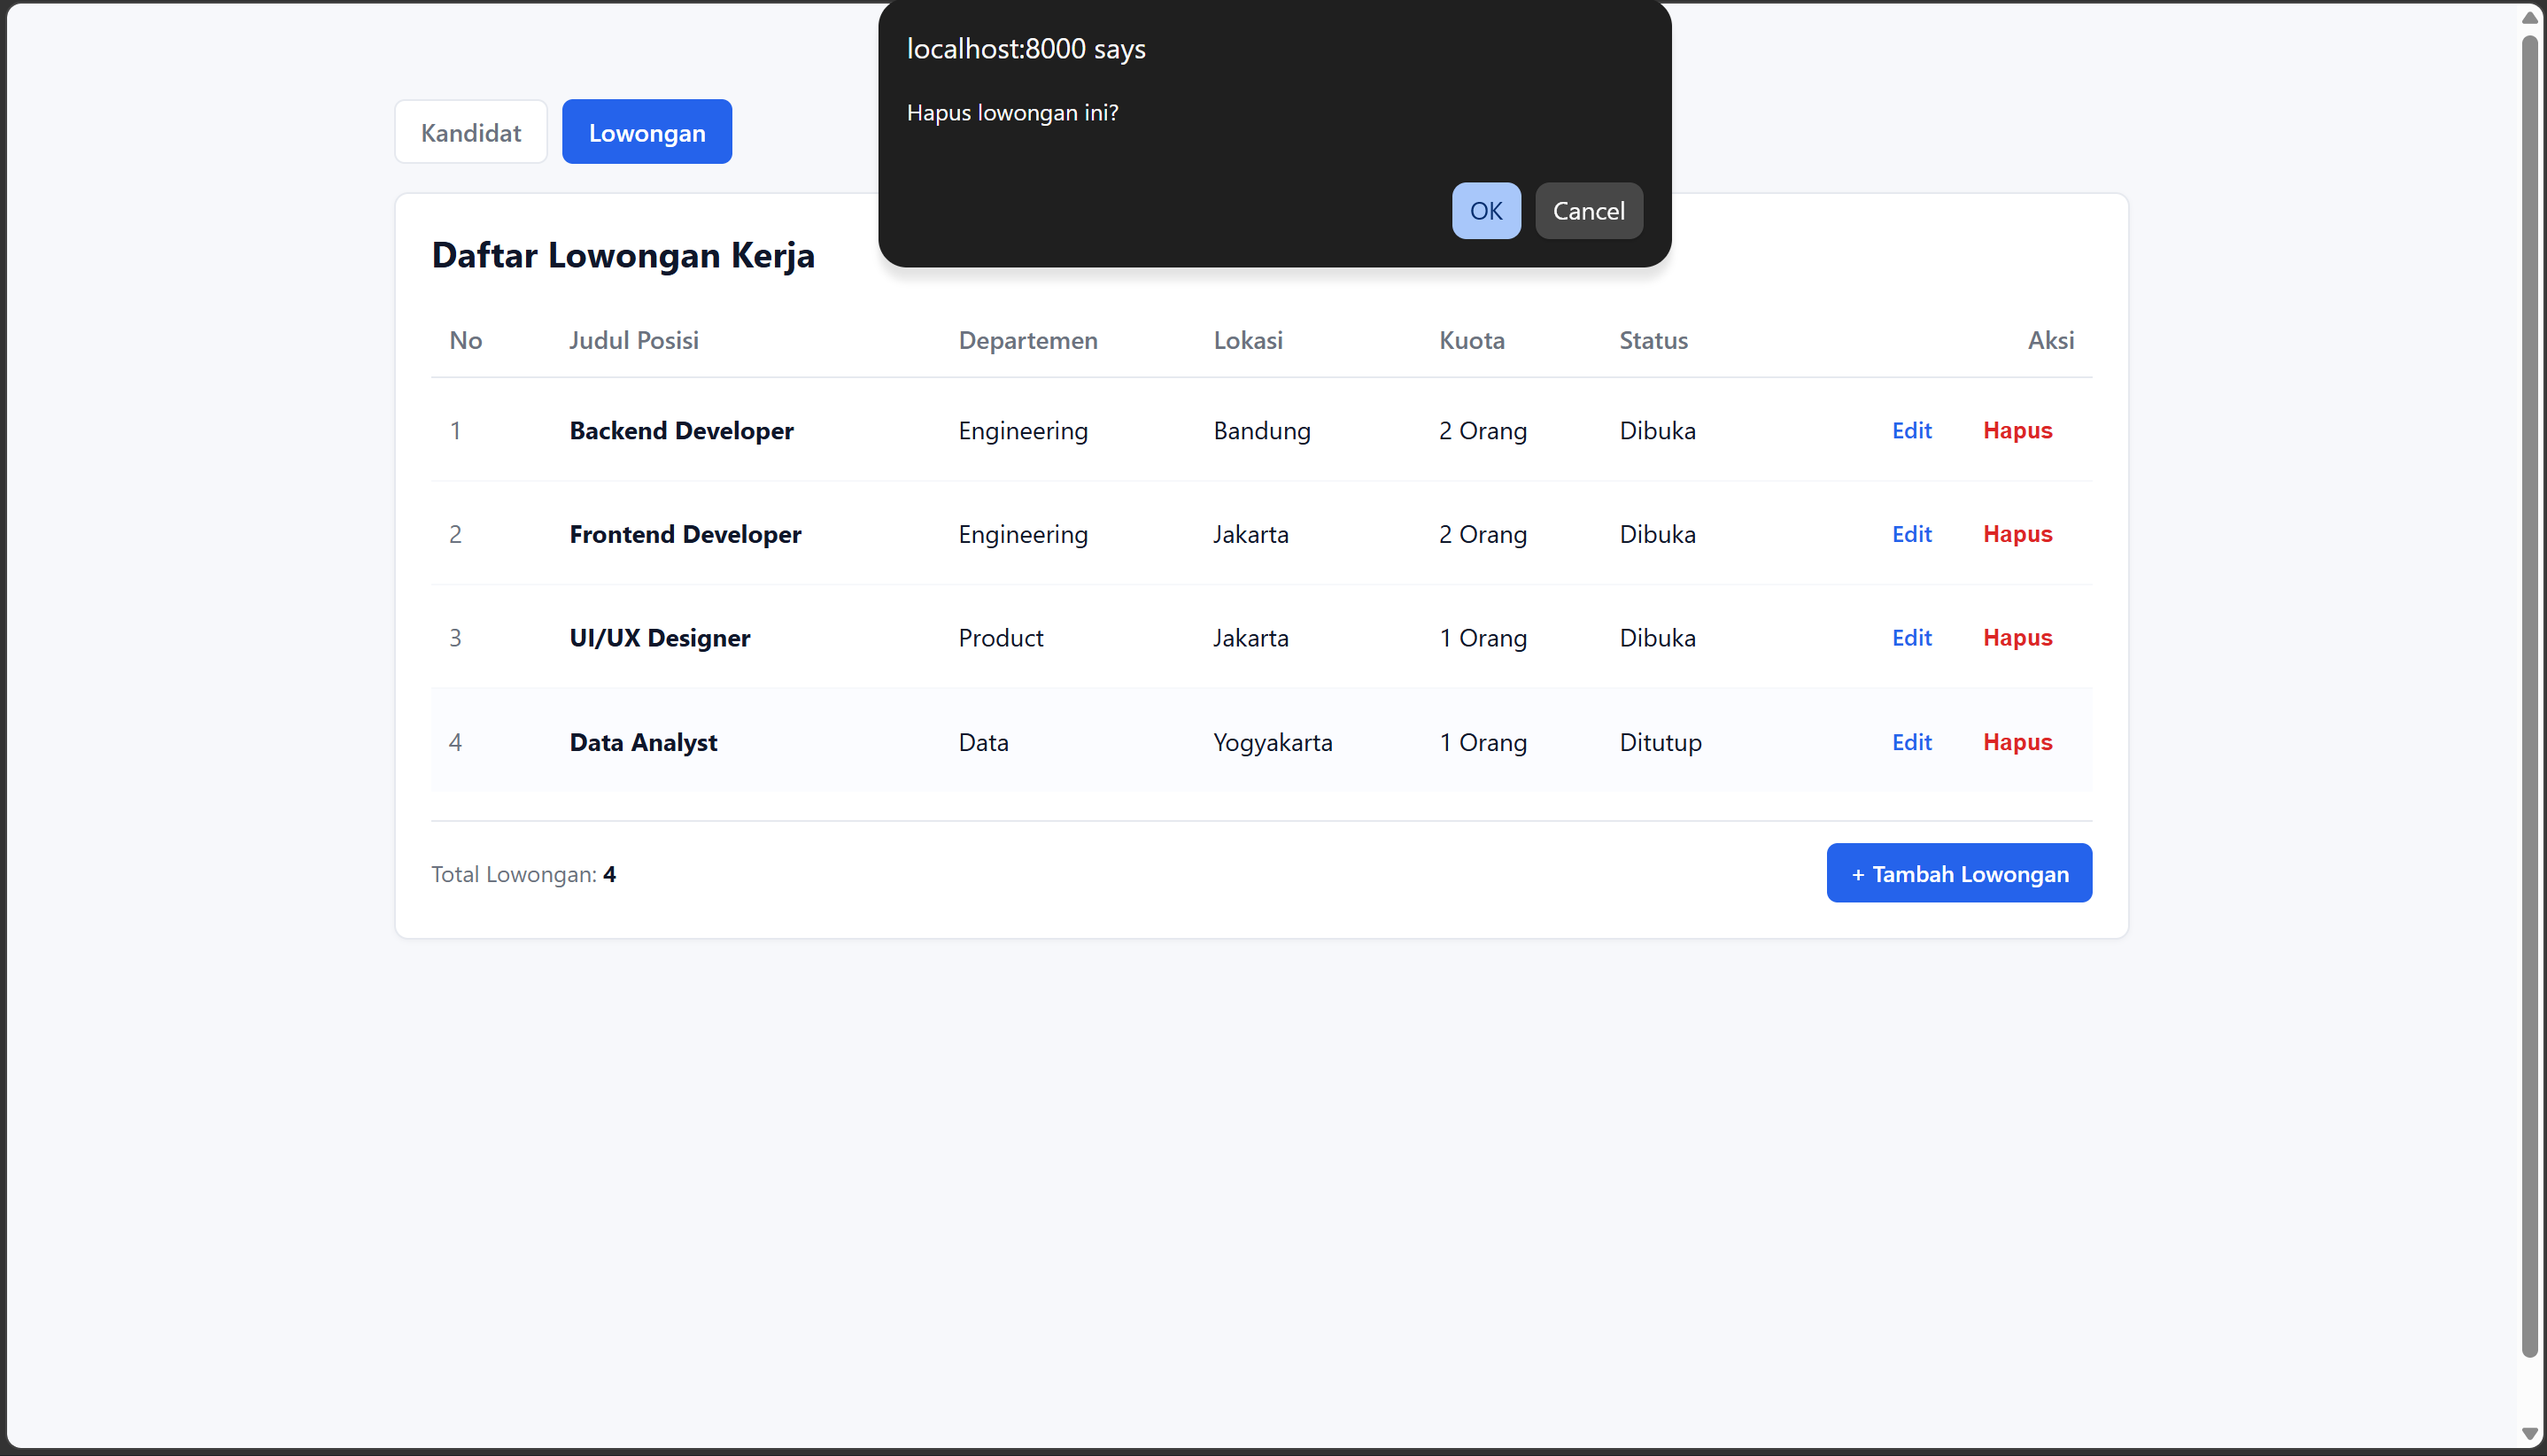 localhost:8000 says
Hapus lowongan ini?
OK Cancel
Kandidat Lowongan
Daftar Lowongan Kerja
No Judul Posisi Departemen Lokasi Kuota Status Aksi
1 Backend Developer Engineering Bandung 2 Orang Dibuka Edit Hapus
2 Frontend Developer Engineering Jakarta 2 Orang Dibuka Edit Hapus
3 UI/UX Designer Product Jakarta 1 Orang Dibuka Edit Hapus
4 Data Analyst Data Yogyakarta 1 Orang Ditutup Edit Hapus
Total Lowongan: 4 + Tambah Lowongan